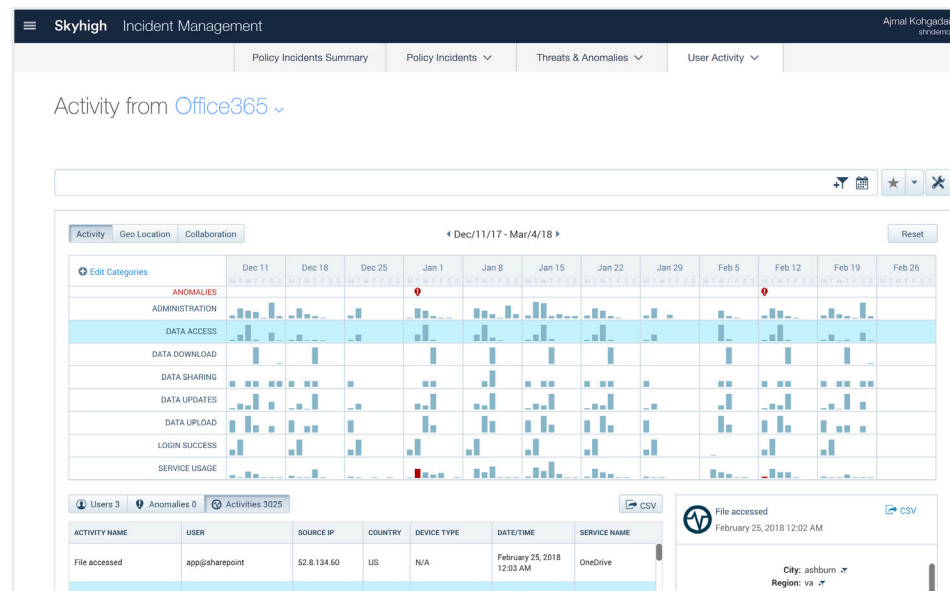 Skyhigh Incident Management
Ajmal Kohgadai
shndemo
Policy Incidents Summary Policy Incidents Threats & Anomalies User Activity
Activity from Office365
Activity Geo Location Collaboration Dec/11/17 - Mar/4/18 Reset
Edit Categories Dec 11 Dec 18 Dec 25 Jan 1 Jan 8 Jan 15 Jan 22 Jan 29 Feb 5 Feb 12 Feb 19 Feb 26
M T W T F S S M T W T F S S M T W T F S S M T W T F S S M T W T F S S M T W T F S S M T W T F S S M T W T F S S M T W T F S S M T W T F S S M T W T F S S M T W T F S S
ANOMALIES
ADMINISTRATION
DATA ACCESS
DATA DOWNLOAD
DATA SHARING
DATA UPDATES
DATA UPLOAD
LOGIN SUCCESS
SERVICE USAGE
Users 3 Anomalies 0 Activities 3025 CSV
ACTIVITY NAME USER SOURCE IP COUNTRY DEVICE TYPE DATE/TIME SERVICE NAME
File accessed app@sharepoint 52.8.134.60 US N/A February 25, 2018 12:03 AM OneDrive
File accessed CSV
February 25, 2018 12:02 AM
City: ashburn
Region: va